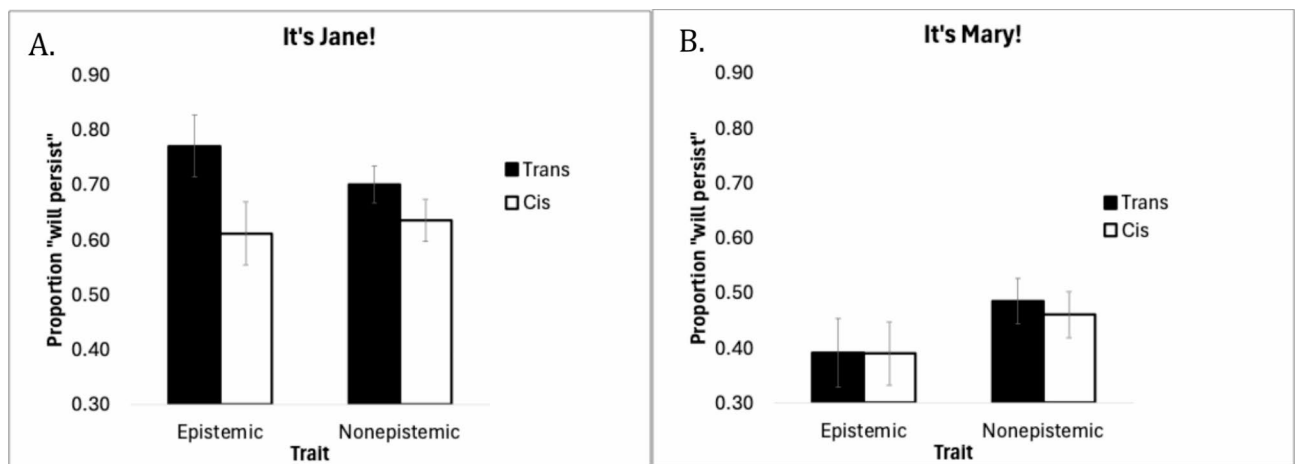 A.
It's Jane!
Proportion "will persist"
0.90
0.80
0.70
0.60
0.50
0.40
0.30
Trans
Cis
Epistemic
Nonepistemic
Trait
B.
It's Mary!
Proportion "will persist"
0.90
0.80
0.70
0.60
0.50
0.40
0.30
Trans
Cis
Epistemic
Nonepistemic
Trait